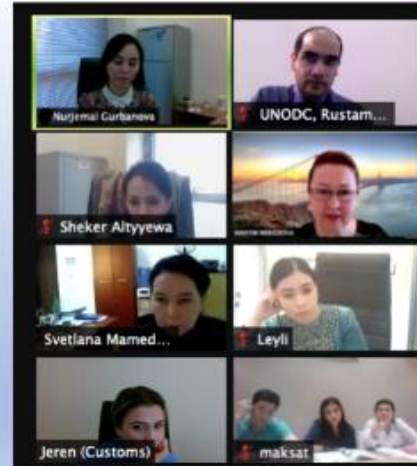 Nurjemal Gurbanova
UNODC, Rustam...
Sheker Altyyewa
Svetlana Mamed...
Leyli
Jeren (Customs)
maksat